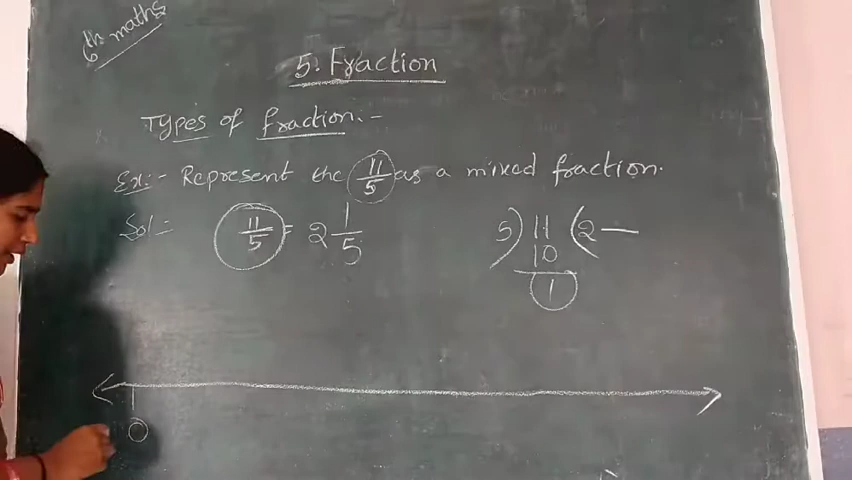 6th maths
5. Fraction
Types of fraction:-
Ex:- Represent the 11/5 as a mixed fraction.
Sol:- 11/5 = 2 1/5
5) 11 (2
10
1
0